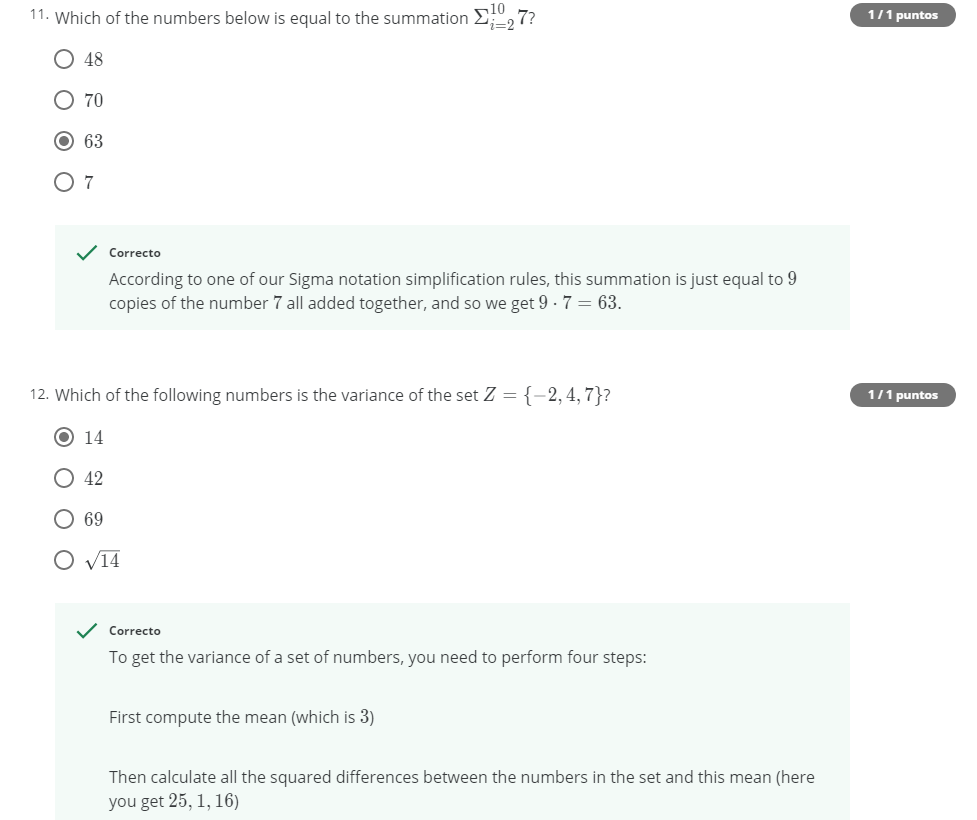 11. Which of the numbers below is equal to the summation Σ_{i=2}^{10} 7?
1 / 1 puntos
48
70
63
7
Correcto
According to one of our Sigma notation simplification rules, this summation is just equal to 9
copies of the number 7 all added together, and so we get 9 · 7 = 63.
12. Which of the following numbers is the variance of the set Z = {−2, 4, 7}?
1 / 1 puntos
14
42
69
√14
Correcto
To get the variance of a set of numbers, you need to perform four steps:
First compute the mean (which is 3)
Then calculate all the squared differences between the numbers in the set and this mean (here
you get 25, 1, 16)